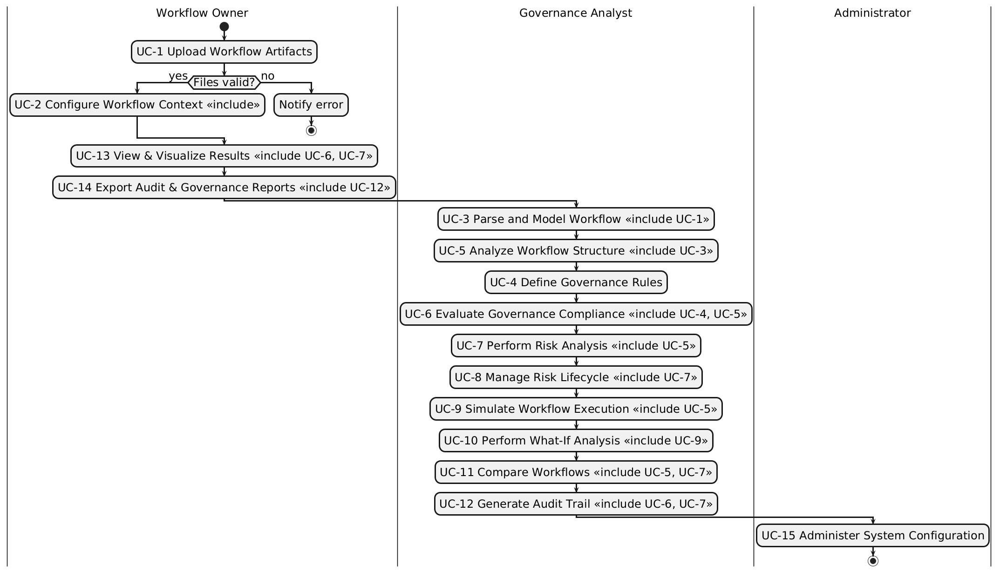 Workflow Owner
Governance Analyst
Administrator
UC-1 Upload Workflow Artifacts
yes
Files valid?
no
UC-2 Configure Workflow Context «include»
Notify error
UC-13 View & Visualize Results «include UC-6, UC-7»
UC-14 Export Audit & Governance Reports «include UC-12»
UC-3 Parse and Model Workflow «include UC-1»
UC-5 Analyze Workflow Structure «include UC-3»
UC-4 Define Governance Rules
UC-6 Evaluate Governance Compliance «include UC-4, UC-5»
UC-7 Perform Risk Analysis «include UC-5»
UC-8 Manage Risk Lifecycle «include UC-7»
UC-9 Simulate Workflow Execution «include UC-5»
UC-10 Perform What-If Analysis «include UC-9»
UC-11 Compare Workflows «include UC-5, UC-7»
UC-12 Generate Audit Trail «include UC-6, UC-7»
UC-15 Administer System Configuration